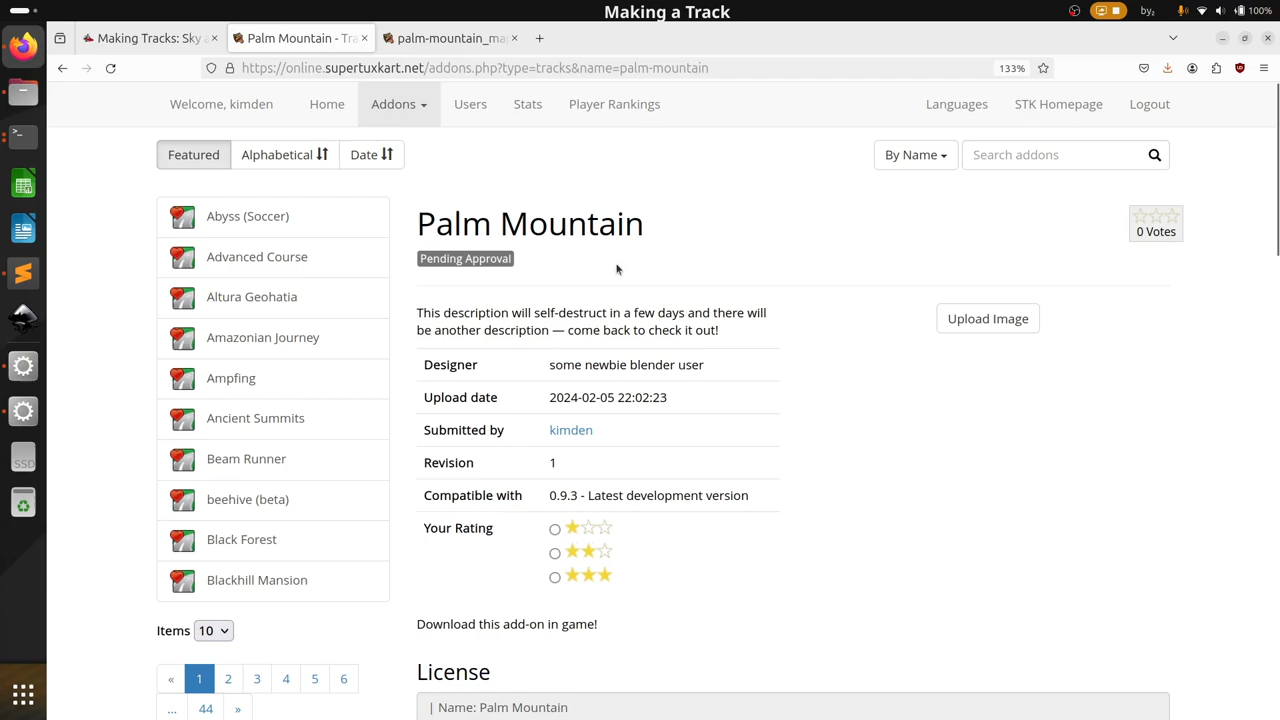 Making a Track
by₂
100%
Making Tracks: Sky a
Palm Mountain - Tra
palm-mountain_ma
https://online.supertuxkart.net/addons.php?type=tracks&name=palm-mountain
133%
Welcome, kimden
Home
Addons
Users
Stats
Player Rankings
Languages
STK Homepage
Logout
Featured
Alphabetical
Date
By Name
Search addons
Abyss (Soccer)
Advanced Course
Altura Geohatia
Amazonian Journey
Ampfing
Ancient Summits
Beam Runner
beehive (beta)
Black Forest
Blackhill Mansion
Items 10
« 1 2 3 4 5 6
... 44 »
Palm Mountain
Pending Approval
0 Votes
This description will self-destruct in a few days and there will
be another description — come back to check it out!
Upload Image
Designer some newbie blender user
Upload date 2024-02-05 22:02:23
Submitted by kimden
Revision 1
Compatible with 0.9.3 - Latest development version
Your Rating
Download this add-on in game!
License
| Name: Palm Mountain
SSD